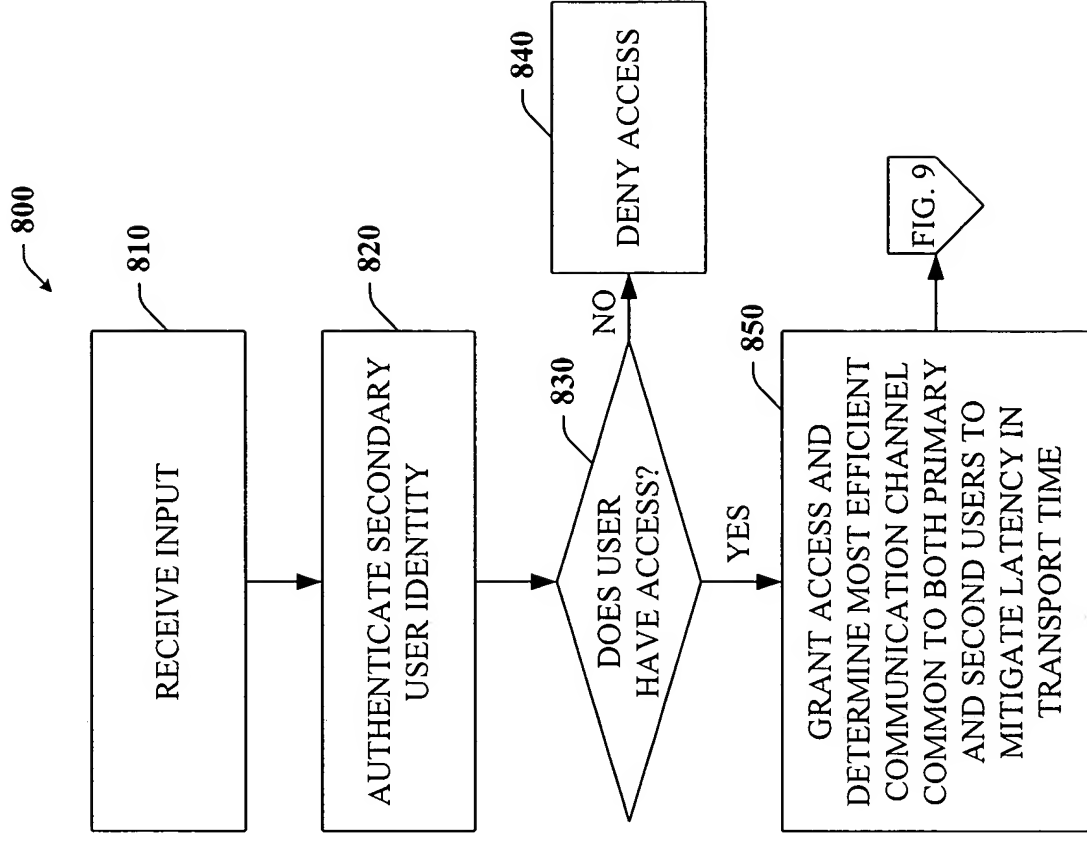 800
810
RECEIVE INPUT
820
AUTHENTICATE SECONDARY
USER IDENTITY
830
DOES USER
HAVE ACCESS?
NO
840
DENY ACCESS
YES
850
GRANT ACCESS AND
DETERMINE MOST EFFICIENT
COMMUNICATION CHANNEL
COMMON TO BOTH PRIMARY
AND SECOND USERS TO
MITIGATE LATENCY IN
TRANSPORT TIME
FIG. 9